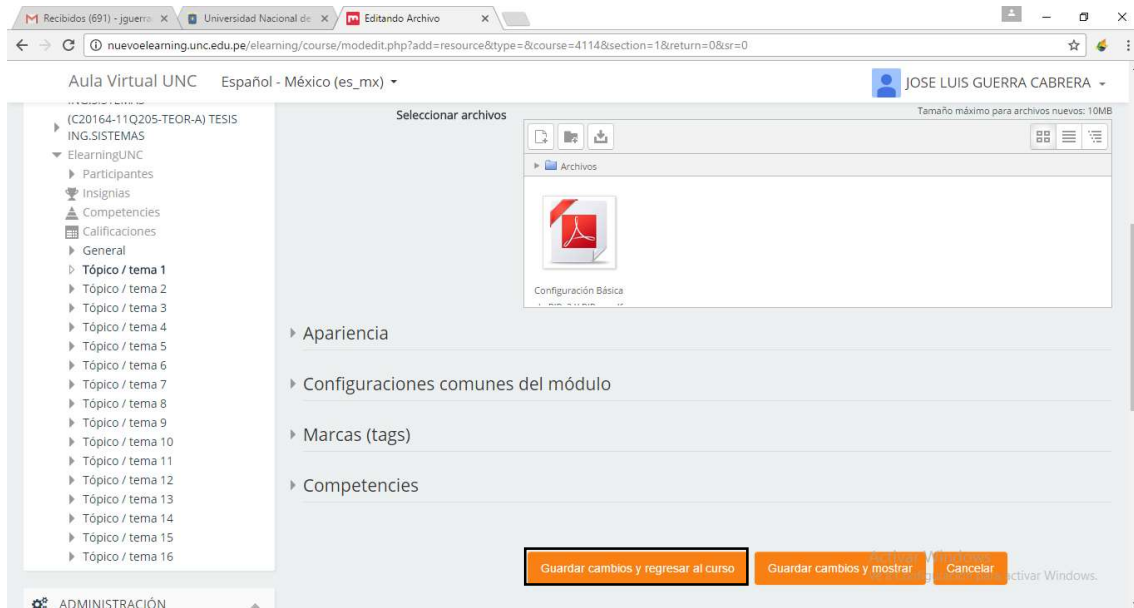 Recibidos (691) - jguerra
Universidad Nacional de
Editando Archivo
nuevoelearning.unc.edu.pe/elearning/course/modedit.php?add=resource&type=&course=4114&section=1&return=0&sr=0
Aula Virtual UNC
Español - México (es_mx)
JOSE LUIS GUERRA CABRERA
ING.SISTEMAS
(C20164-11Q205-TEOR-A) TESIS
ING.SISTEMAS
ElearningUNC
Participantes
Insignias
Competencies
Calificaciones
General
Tópico / tema 1
Tópico / tema 2
Tópico / tema 3
Tópico / tema 4
Tópico / tema 5
Tópico / tema 6
Tópico / tema 7
Tópico / tema 8
Tópico / tema 9
Tópico / tema 10
Tópico / tema 11
Tópico / tema 12
Tópico / tema 13
Tópico / tema 14
Tópico / tema 15
Tópico / tema 16
ADMINISTRACIÓN
Seleccionar archivos
Tamaño máximo para archivos nuevos: 10MB
Archivos
Configuración Básica
Apariencia
Configuraciones comunes del módulo
Marcas (tags)
Competencies
Guardar cambios y regresar al curso
Guardar cambios y mostrar
Cancelar
Activar Windows
activar Windows.